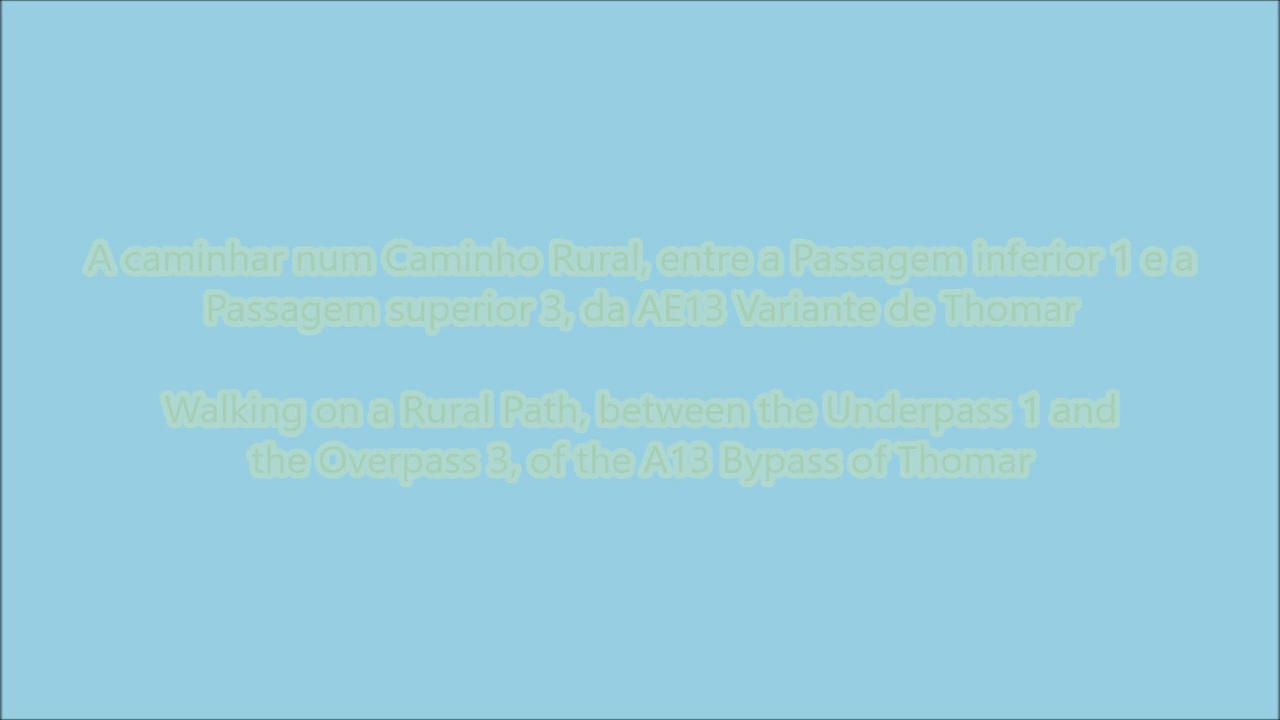 A caminhar num Caminho Rural, entre a Passagem inferior 1 e a
Passagem superior 3, da AE13 Variante de Thomar
Walking on a Rural Path, between the Underpass 1 and
the Overpass 3, of the A13 Bypass of Thomar